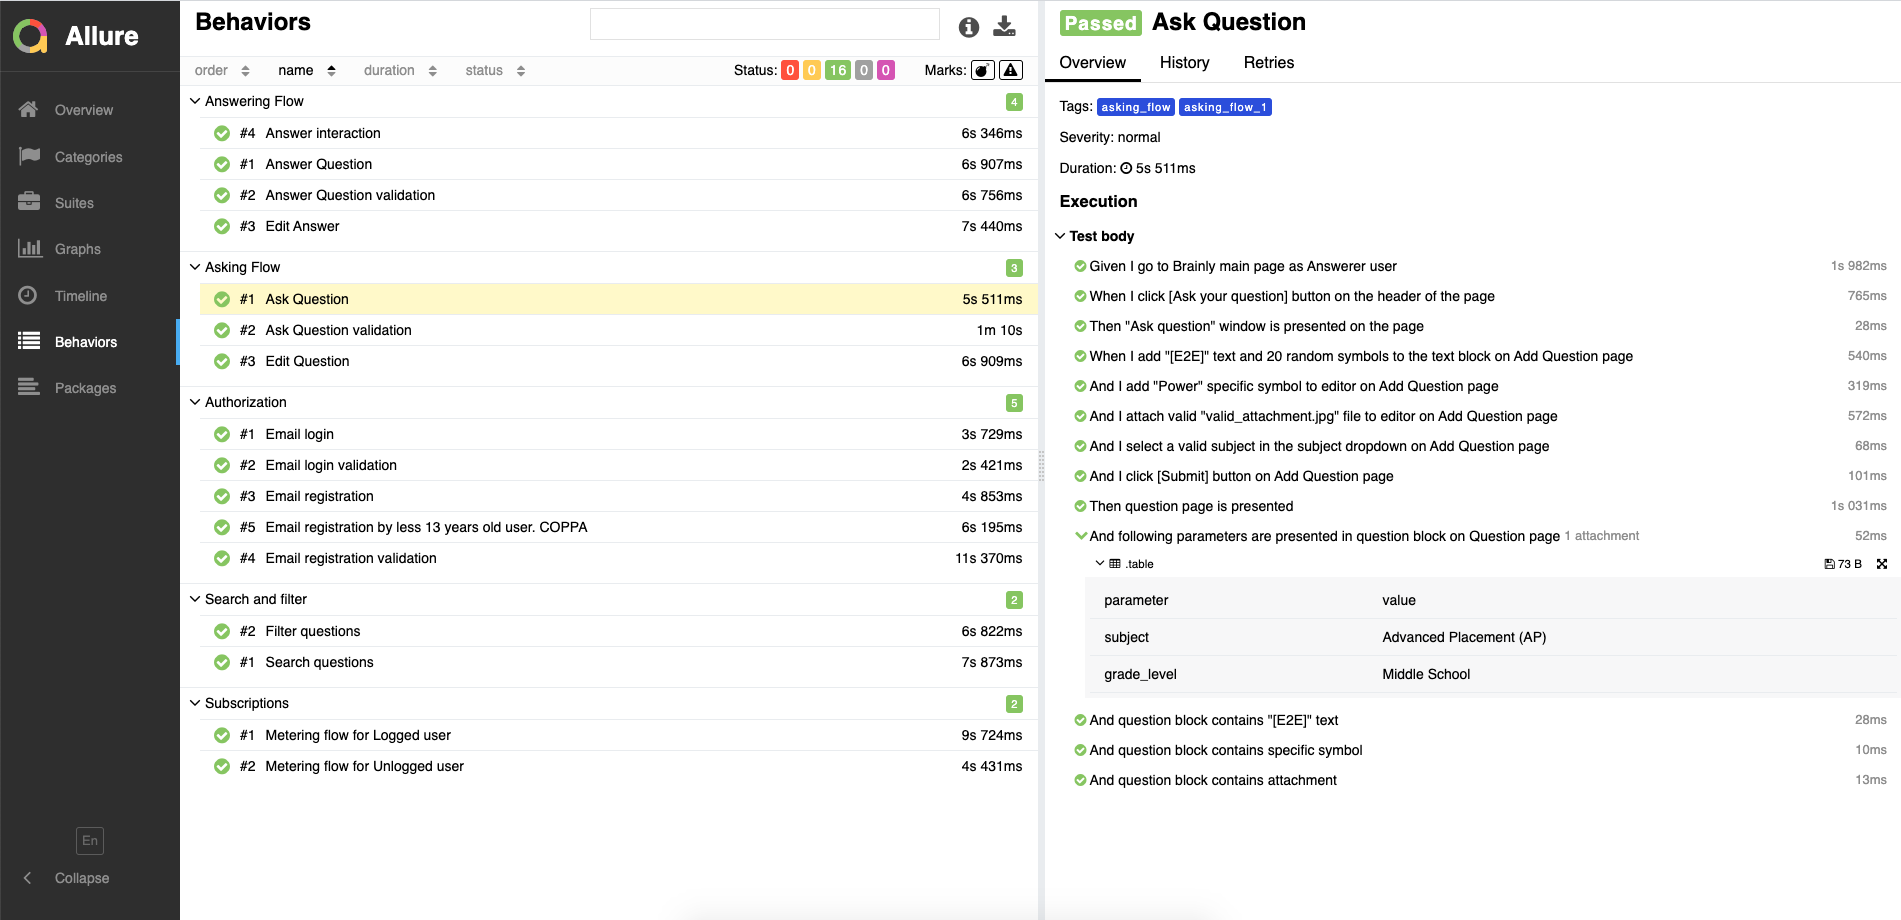 Allure
Overview
Categories
Suites
Graphs
Timeline
Behaviors
Packages
En
Collapse
Behaviors
order name duration status Status: 0 0 16 0 0 Marks:
Answering Flow 4
#4 Answer interaction 6s 346ms
#1 Answer Question 6s 907ms
#2 Answer Question validation 6s 756ms
#3 Edit Answer 7s 440ms
Asking Flow 3
#1 Ask Question 5s 511ms
#2 Ask Question validation 1m 10s
#3 Edit Question 6s 909ms
Authorization 5
#1 Email login 3s 729ms
#2 Email login validation 2s 421ms
#3 Email registration 4s 853ms
#5 Email registration by less 13 years old user. COPPA 6s 195ms
#4 Email registration validation 11s 370ms
Search and filter 2
#2 Filter questions 6s 822ms
#1 Search questions 7s 873ms
Subscriptions 2
#1 Metering flow for Logged user 9s 724ms
#2 Metering flow for Unlogged user 4s 431ms
Passed Ask Question
Overview History Retries
Tags: asking_flow asking_flow_1
Severity: normal
Duration: 5s 511ms
Execution
Test body
Given I go to Brainly main page as Answerer user 1s 982ms
When I click [Ask your question] button on the header of the page 765ms
Then "Ask question" window is presented on the page 28ms
When I add "[E2E]" text and 20 random symbols to the text block on Add Question page 540ms
And I add "Power" specific symbol to editor on Add Question page 319ms
And I attach valid "valid_attachment.jpg" file to editor on Add Question page 572ms
And I select a valid subject in the subject dropdown on Add Question page 68ms
And I click [Submit] button on Add Question page 101ms
Then question page is presented 1s 031ms
And following parameters are presented in question block on Question page 1 attachment 52ms
.table 73 B
parameter value
subject Advanced Placement (AP)
grade_level Middle School
And question block contains "[E2E]" text 28ms
And question block contains specific symbol 10ms
And question block contains attachment 13ms